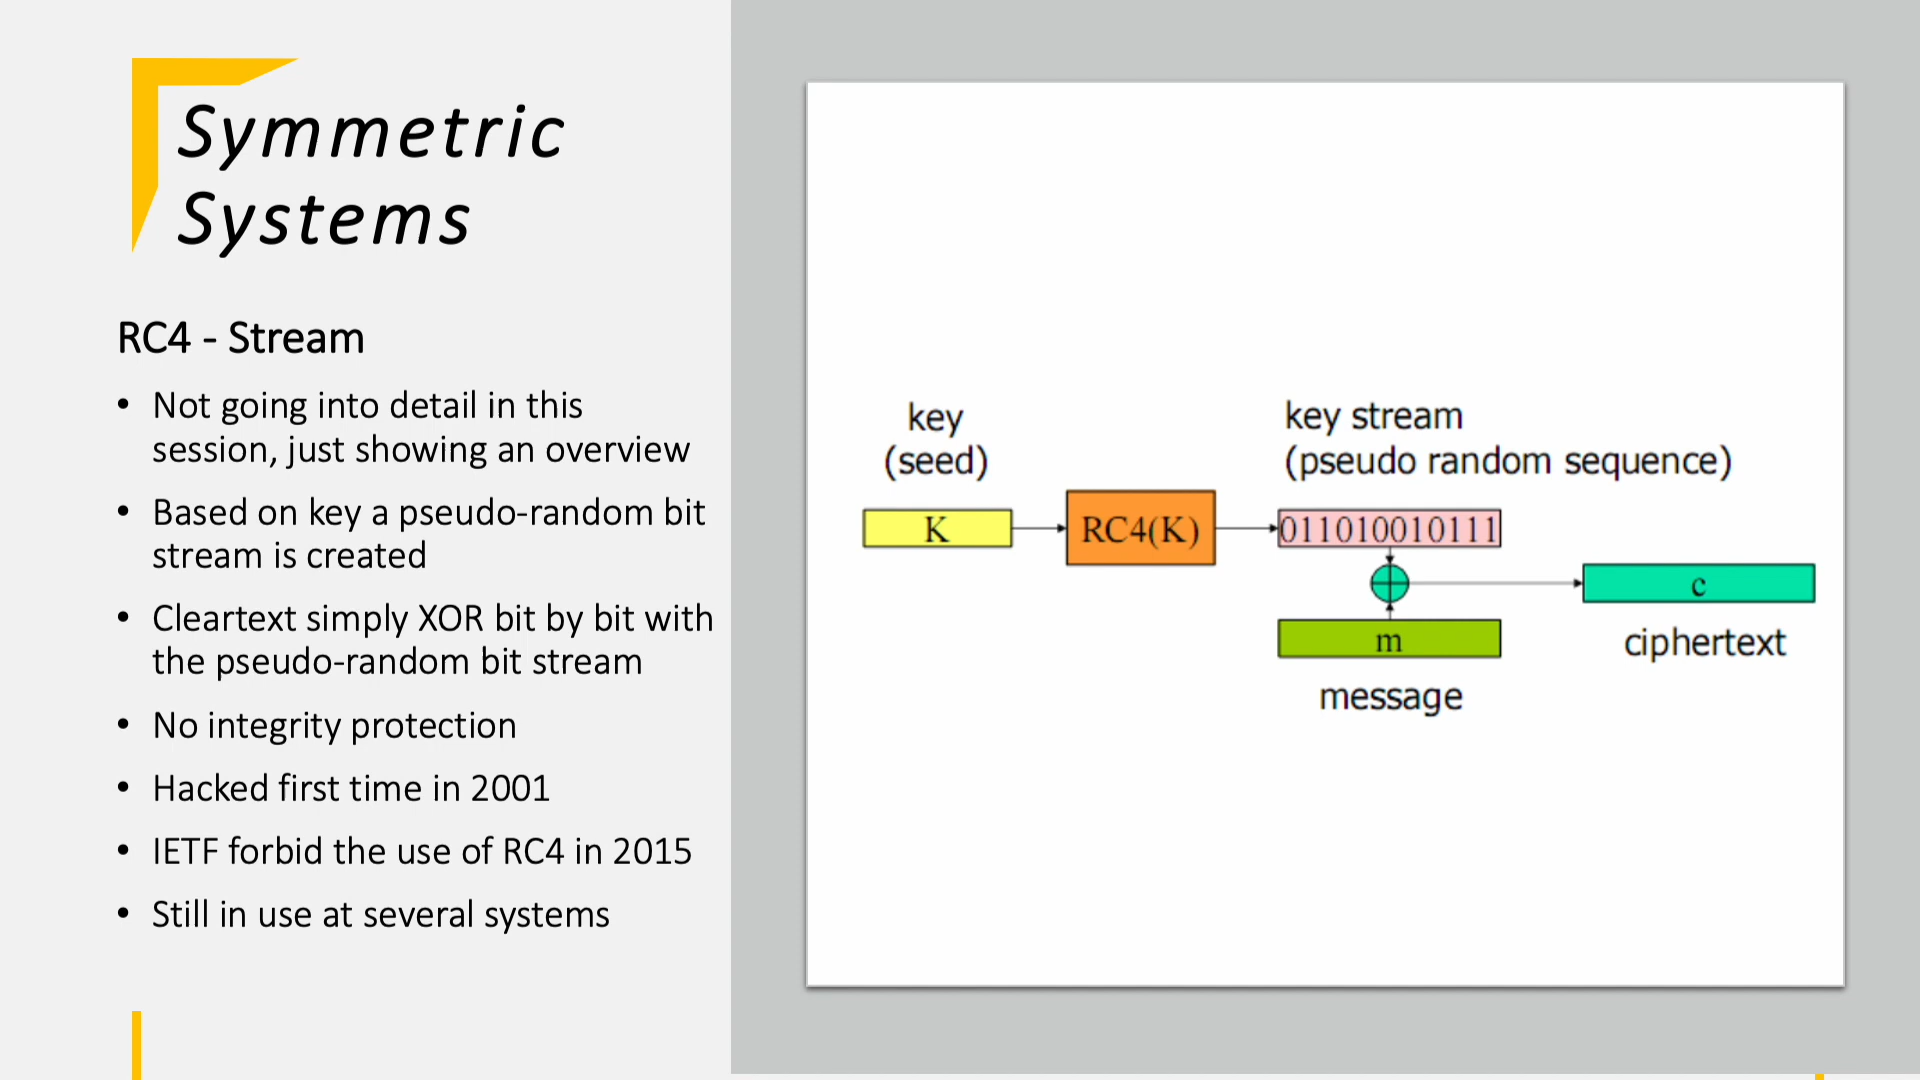 Symmetric
Systems
RC4 - Stream
• Not going into detail in this
session, just showing an overview
• Based on key a pseudo-random bit
stream is created
• Cleartext simply XOR bit by bit with
the pseudo-random bit stream
• No integrity protection
• Hacked first time in 2001
• IETF forbid the use of RC4 in 2015
• Still in use at several systems
key
(seed)
key stream
(pseudo random sequence)
K
RC4(K)
011010010111
c
m
ciphertext
message